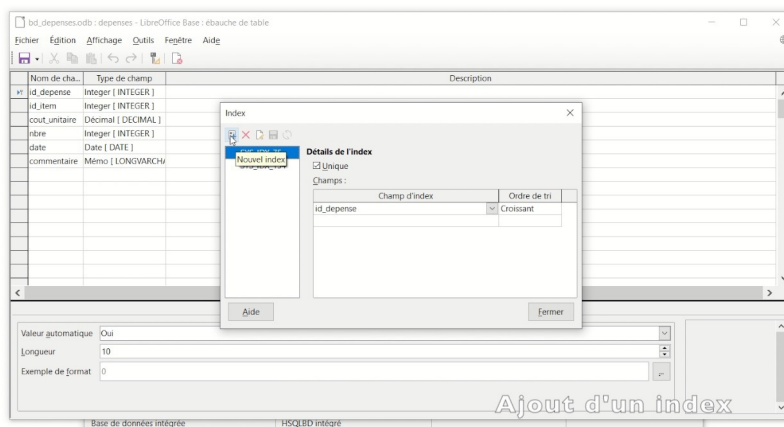 bd_depenses.odb : depenses - LibreOffice Base : ébauche de table
Fichier Édition Affichage Outils Fenêtre Aide
Nom de cha... Type de champ Description
id_depense Integer [ INTEGER ]
id_item Integer [ INTEGER ]
cout_unitaire Décimal [ DECIMAL ]
nbre Integer [ INTEGER ]
date Date [ DATE ]
commentaire Mémo [ LONGVARCHA
Index
Nouvel index
Détails de l'index
Unique
Champs :
Champ d'index Ordre de tri
id_depense Croissant
Aide Fermer
Valeur automatique Oui
Longueur 10
Exemple de format 0
Ajout d'un index
Base de données intégrée HSQLBD intégré